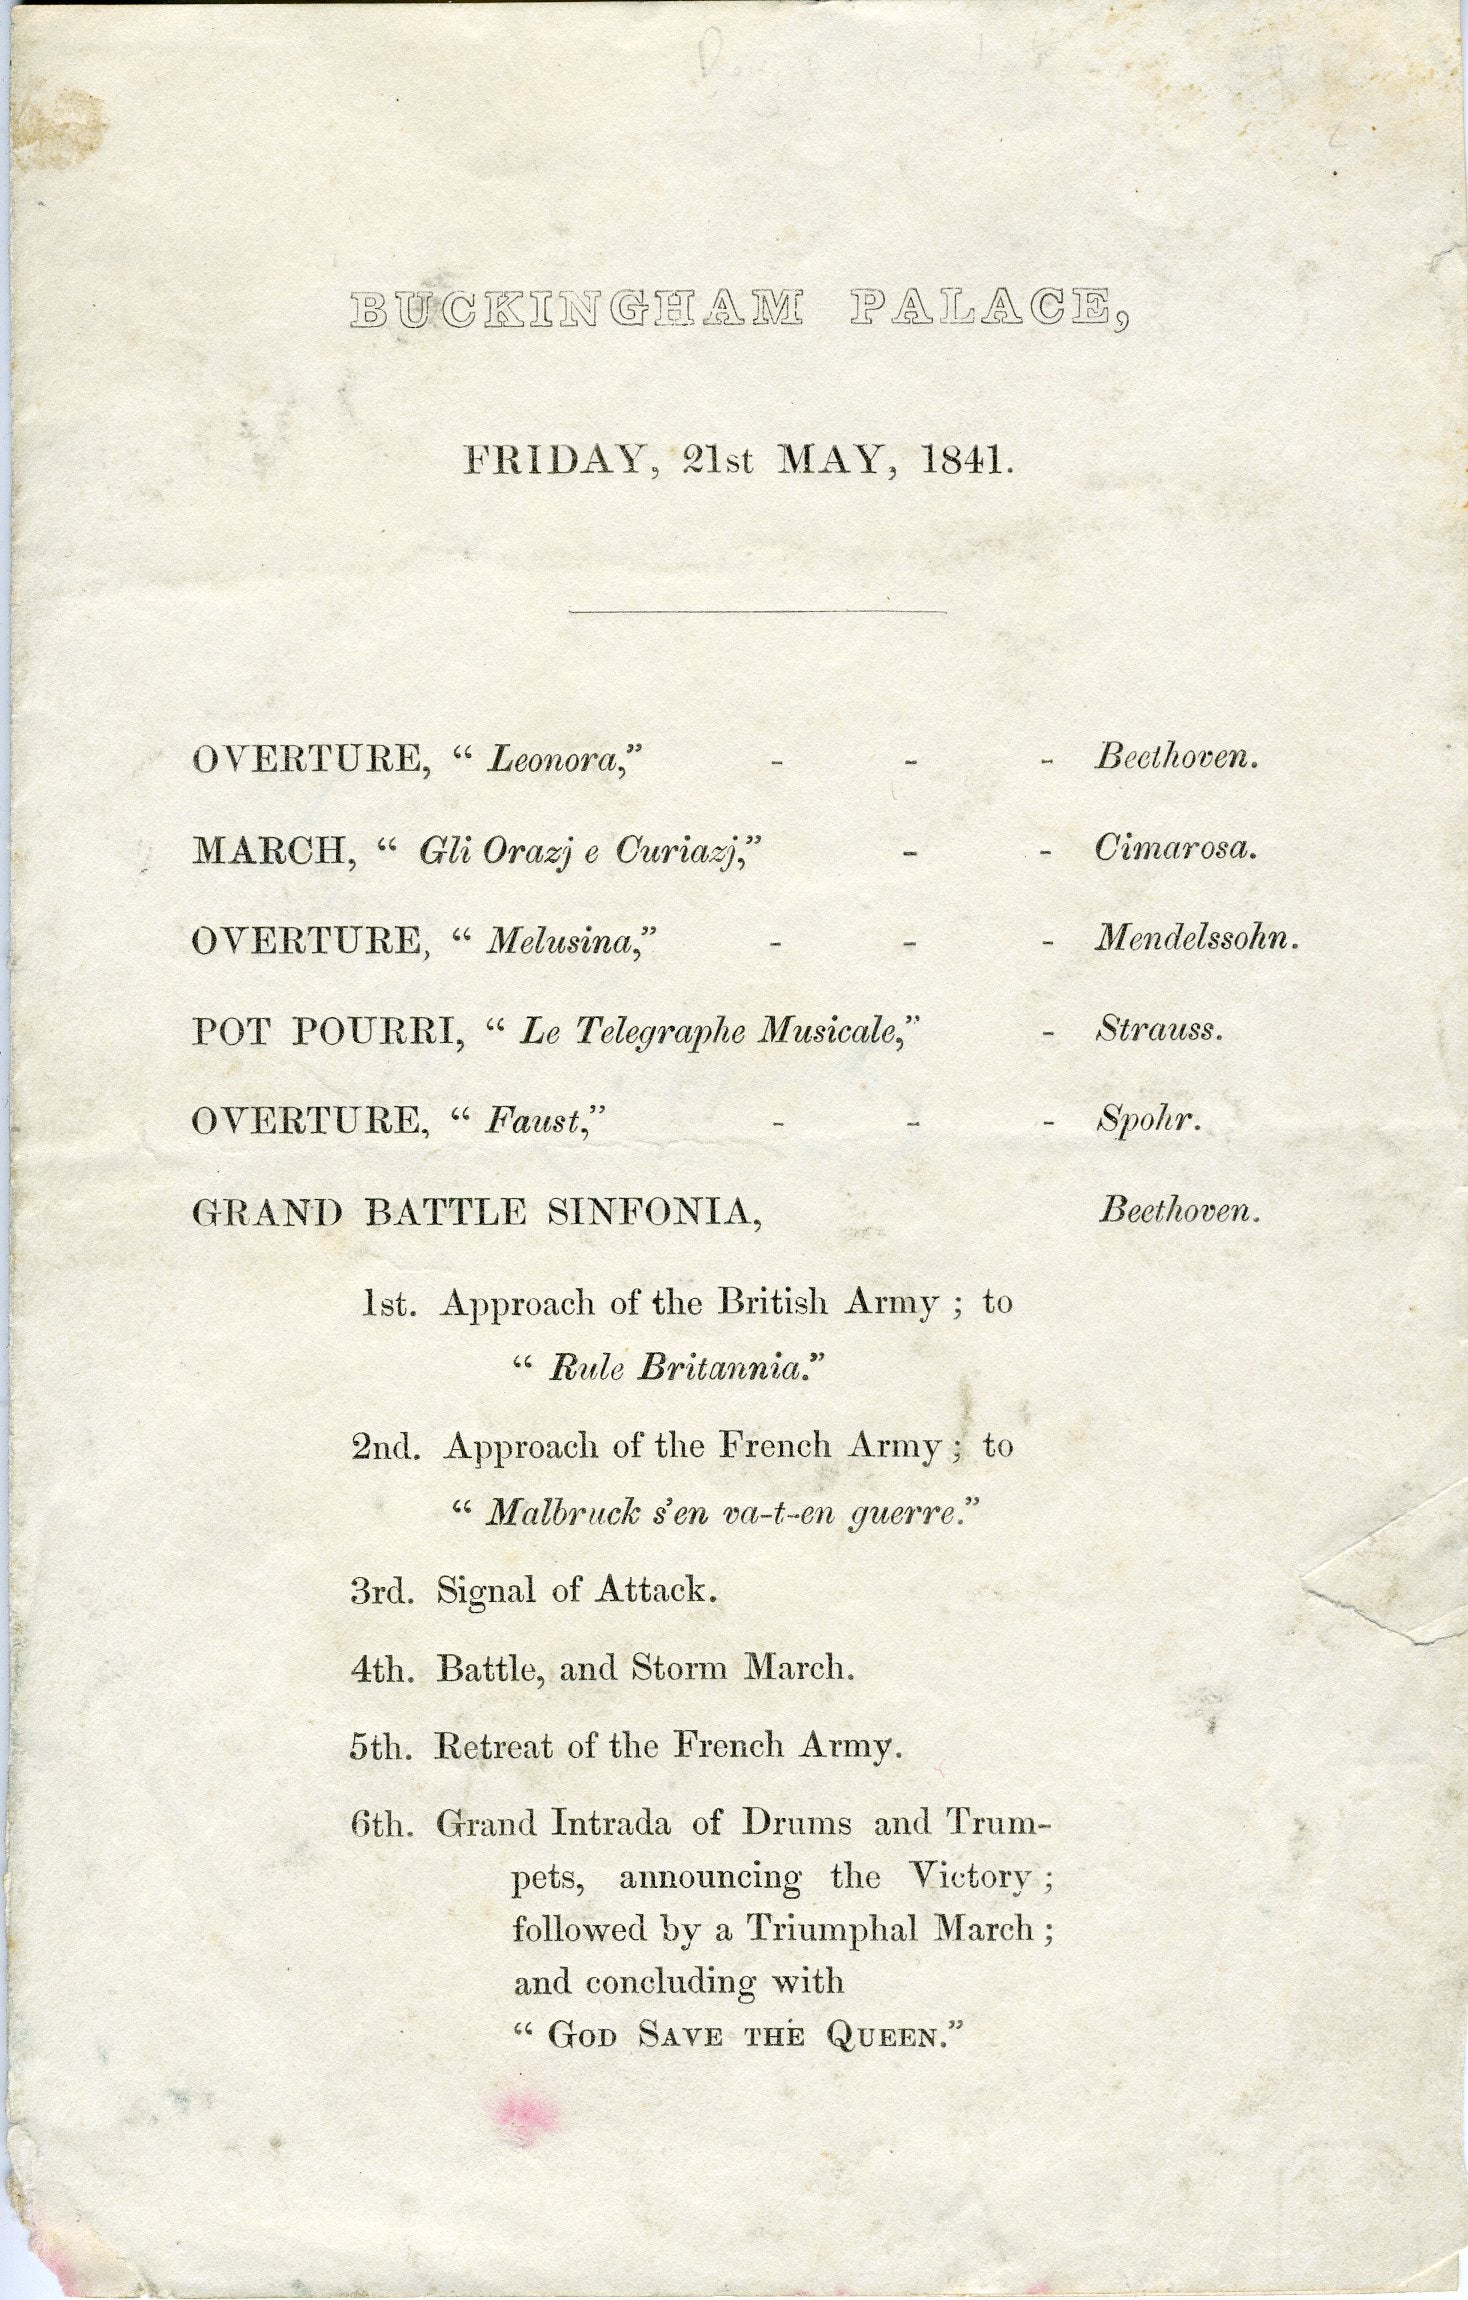 BUCKINGHAM PALACE,
FRIDAY, 21st MAY, 1841.
OVERTURE, “ Leonora,” - - - Beethoven.
MARCH, “ Gli Orazj e Curiazj,” - - Cimarosa.
OVERTURE, “ Melusina,” - - - Mendelssohn.
POT POURRI, “ Le Telegraphe Musicale,” - Strauss.
OVERTURE, “ Faust,” - - - Spohr.
GRAND BATTLE SINFONIA, Beethoven.
1st. Approach of the British Army ; to
“ Rule Britannia.”
2nd. Approach of the French Army ; to
“ Malbruck s’en va-t-en guerre.”
3rd. Signal of Attack.
4th. Battle, and Storm March.
5th. Retreat of the French Army.
6th. Grand Intrada of Drums and Trum-
pets, announcing the Victory ;
followed by a Triumphal March ;
and concluding with
“ GOD SAVE THE QUEEN.”